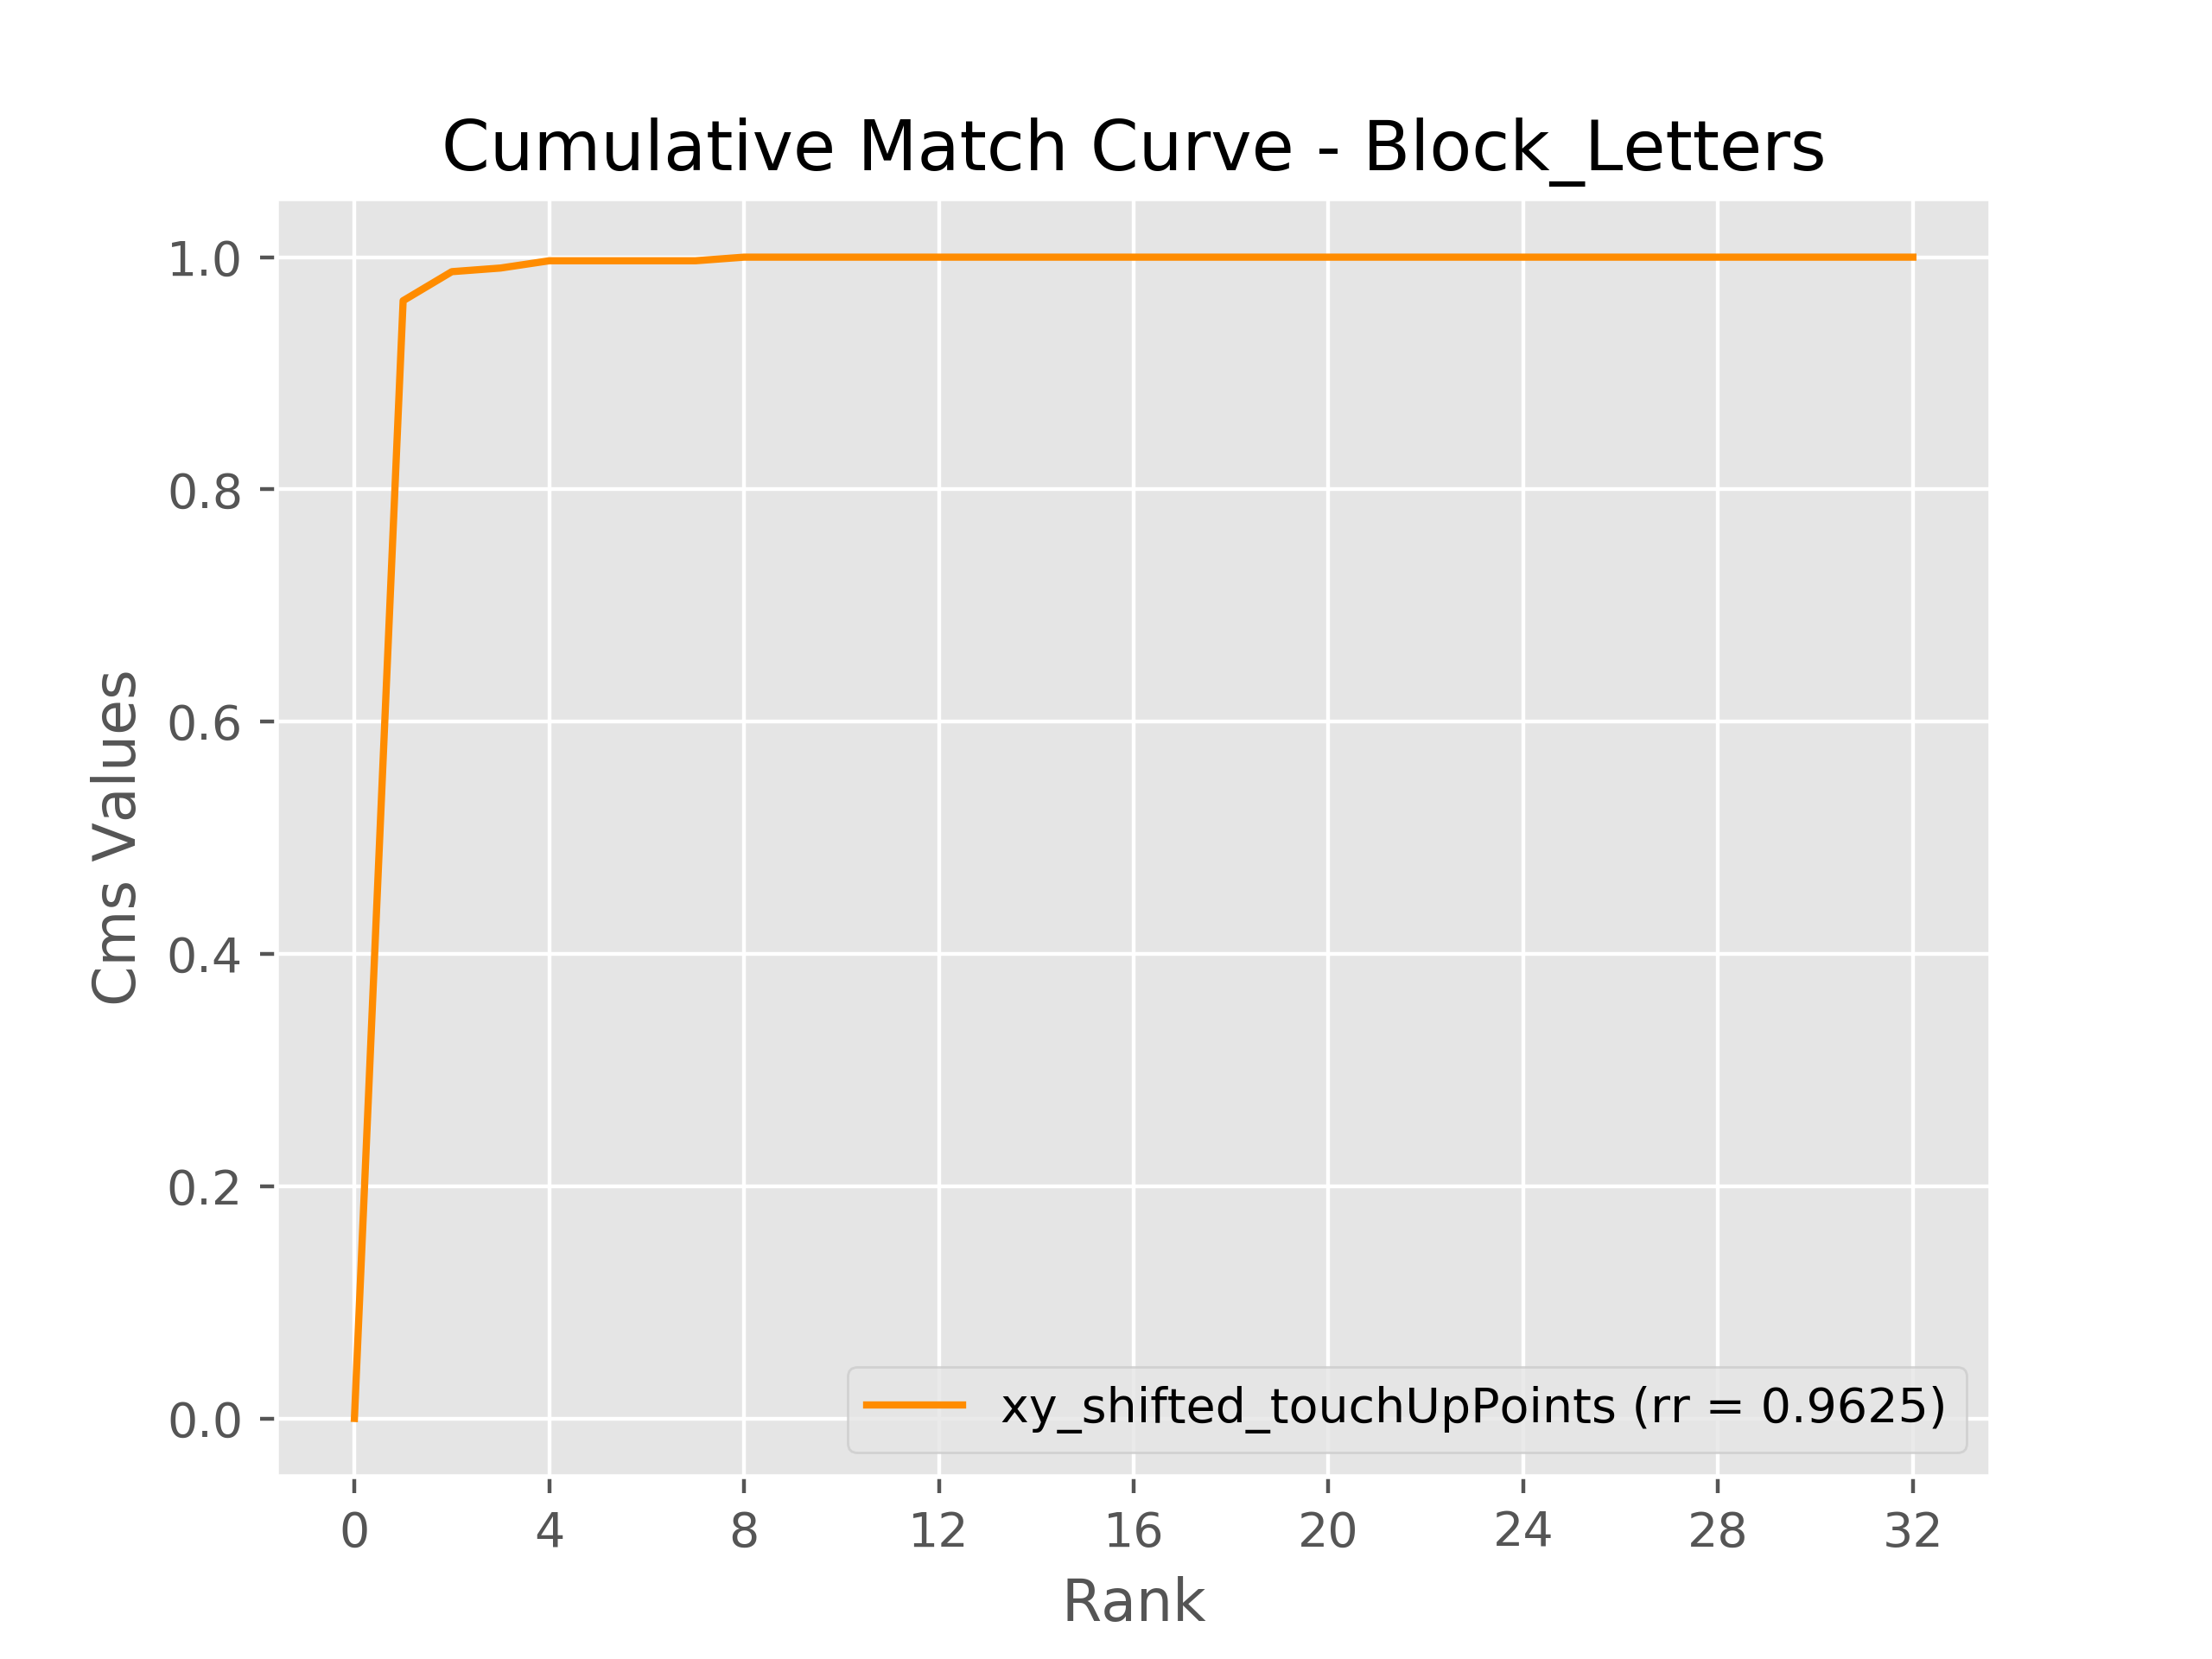 Cumulative Match Curve - Block_Letters
1.0
0.8
0.6
0.4
0.2
0.0
Cms Values
xy_shifted_touchUpPoints (rr = 0.9625)
0 4 8 12 16 20 24 28 32
Rank